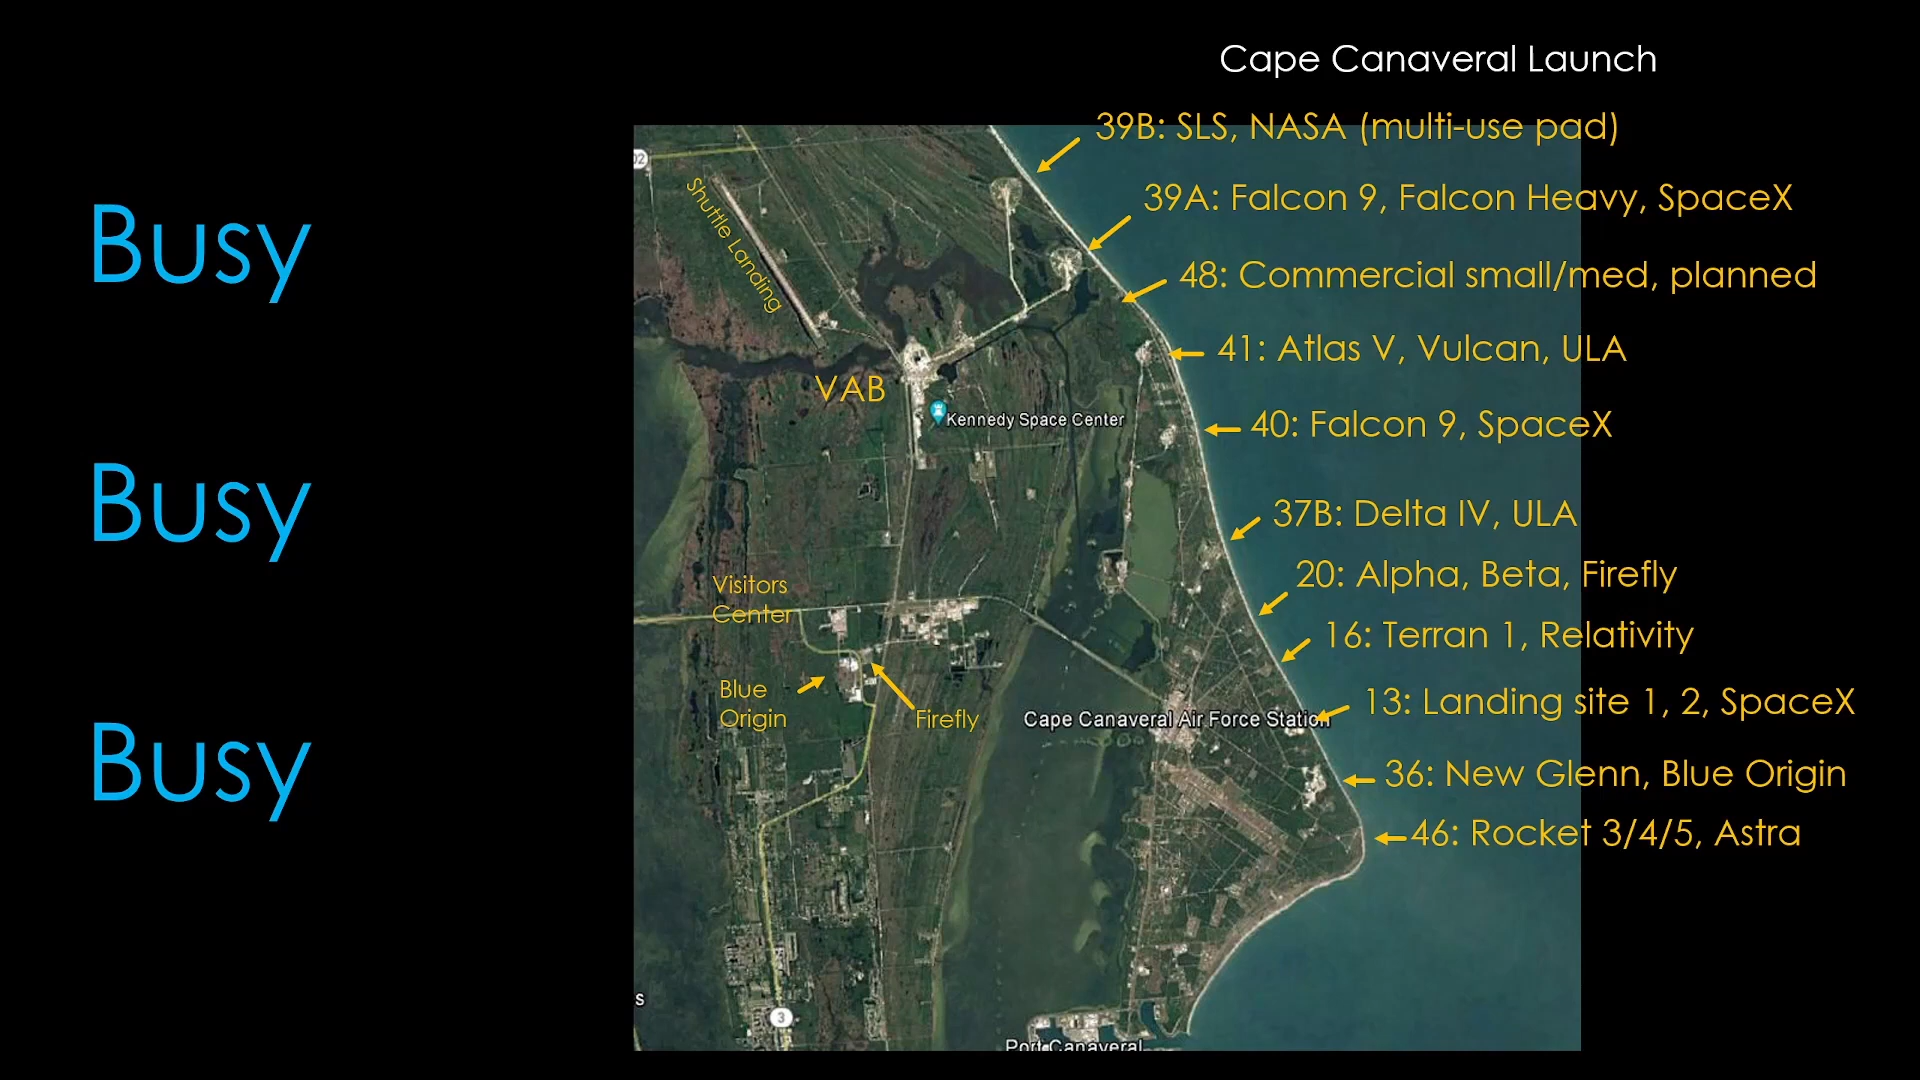 Cape Canaveral Launch
Busy
Busy
Busy
39B: SLS, NASA (multi-use pad)
39A: Falcon 9, Falcon Heavy, SpaceX
48: Commercial small/med, planned
41: Atlas V, Vulcan, ULA
40: Falcon 9, SpaceX
37B: Delta IV, ULA
20: Alpha, Beta, Firefly
16: Terran 1, Relativity
13: Landing site 1, 2, SpaceX
36: New Glenn, Blue Origin
46: Rocket 3/4/5, Astra
02
Shuttle Landing
VAB
Kennedy Space Center
Visitors
Center
Blue
Origin
Firefly
Cape Canaveral Air Force Station
s
3
Port Canaveral